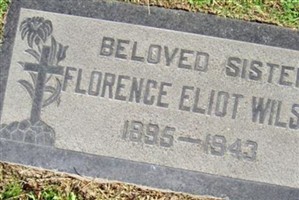 BELOVED SISTE
FLORENCE ELIOT WILS
1895-1943